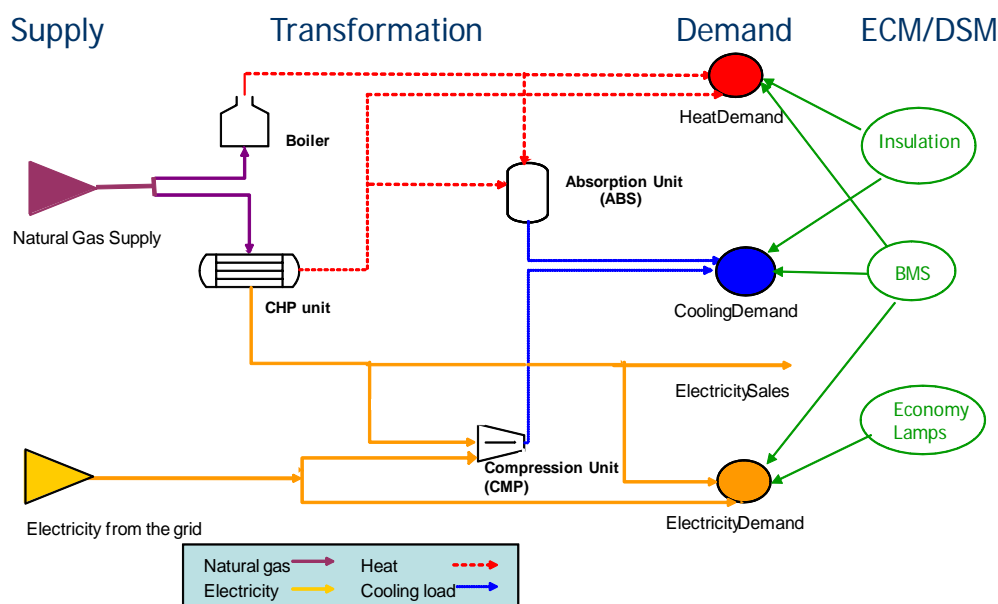 Supply
Transformation
Demand
ECM/DSM
Boiler
HeatDemand
Insulation
Absorption Unit
(ABS)
Natural Gas Supply
CHP unit
CoolingDemand
BMS
ElectricitySales
Economy
Lamps
Compression Unit
(CMP)
Electricity from the grid
ElectricityDemand
Natural gas
Heat
Electricity
Cooling load